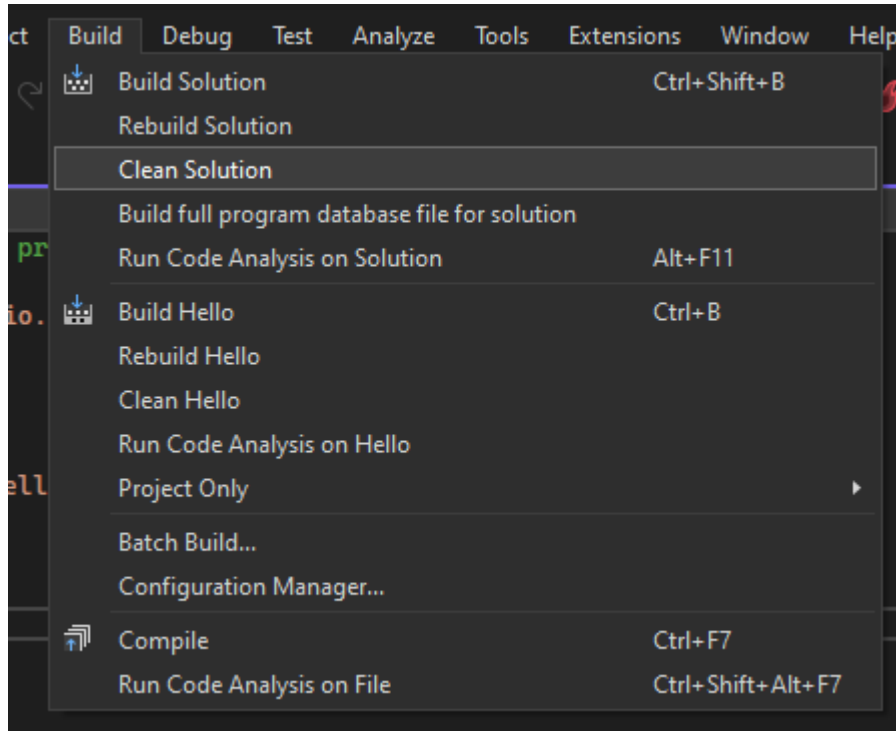 ct Build Debug Test Analyze Tools Extensions Window Help
Build Solution Ctrl+Shift+B
Rebuild Solution
Clean Solution
Build full program database file for solution
pr
Run Code Analysis on Solution Alt+F11
io.
Build Hello Ctrl+B
Rebuild Hello
Clean Hello
Run Code Analysis on Hello
ell
Project Only
Batch Build...
Configuration Manager...
Compile Ctrl+F7
Run Code Analysis on File Ctrl+Shift+Alt+F7